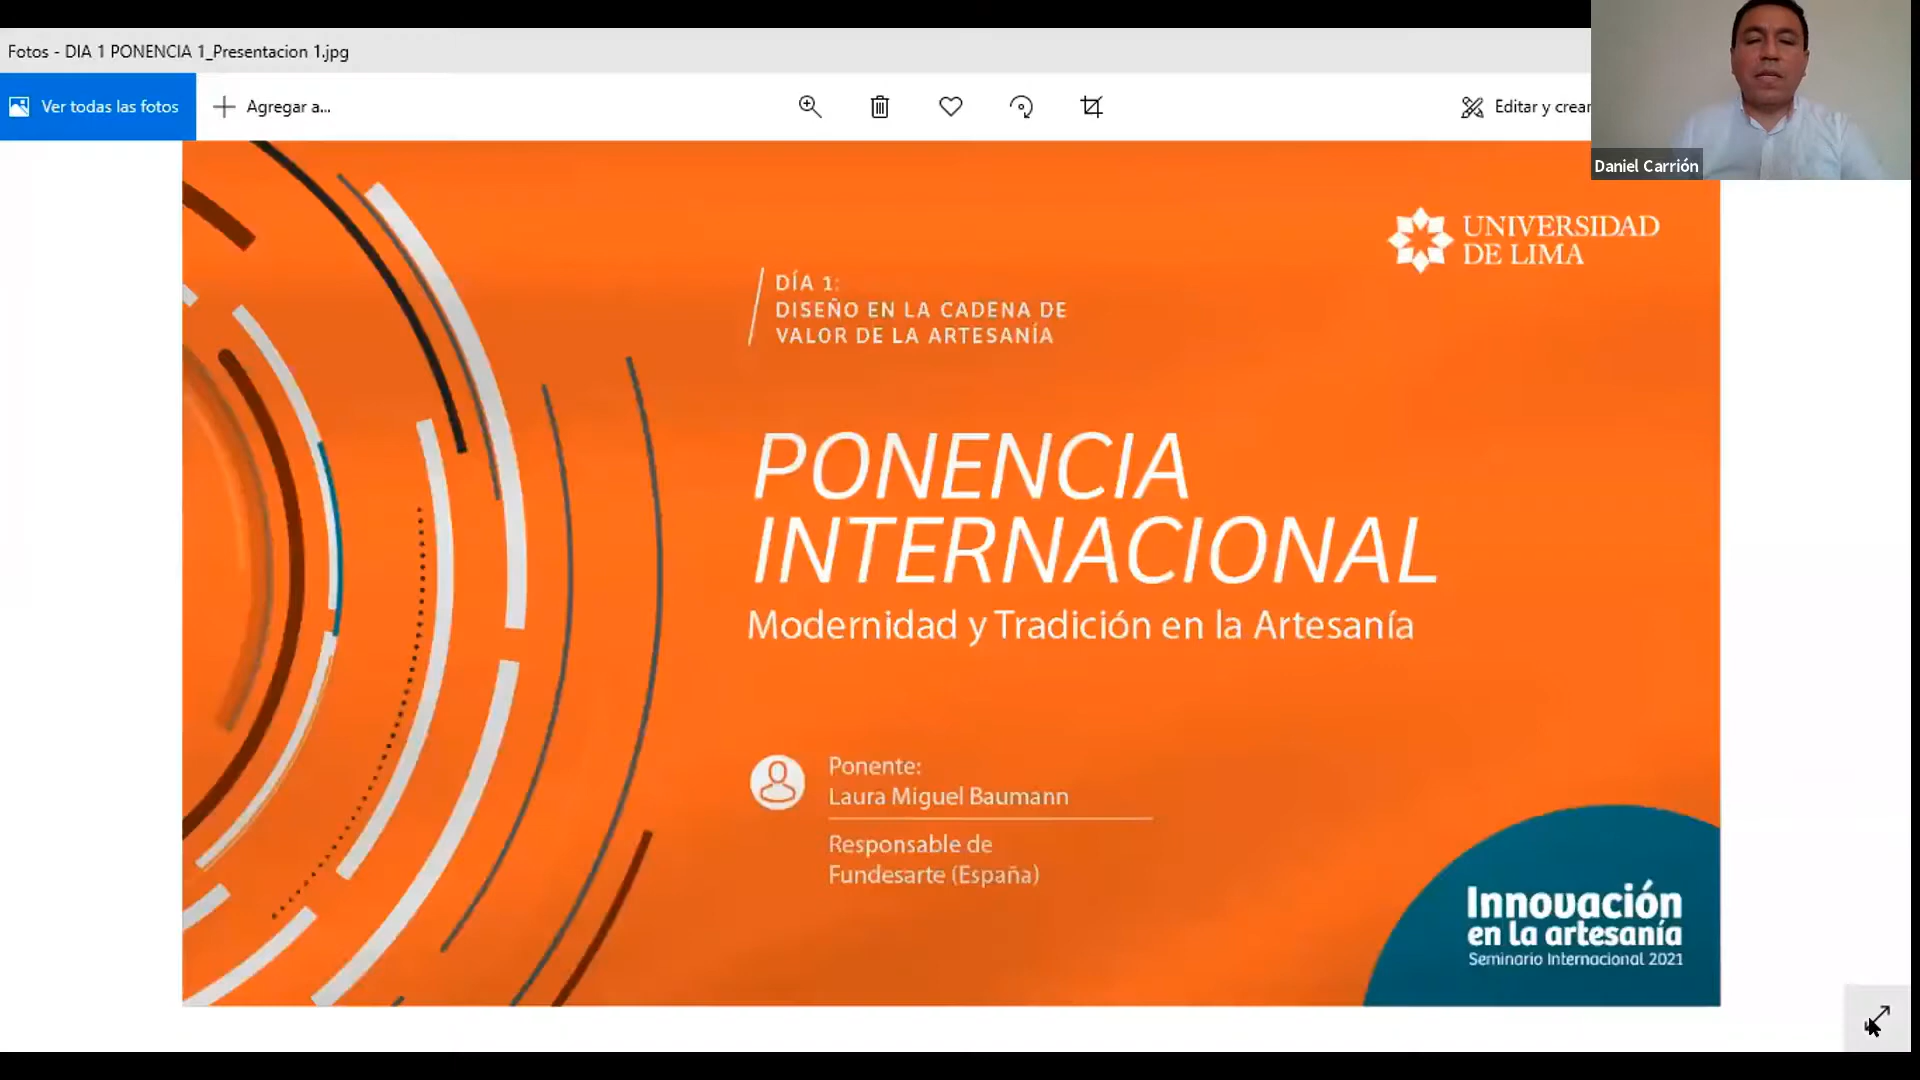 Fotos - DIA 1 PONENCIA 1_Presentacion 1.jpg
Ver todas las fotos
Agregar a...
Editar y crear
Daniel Carrión
UNIVERSIDAD
DE LIMA
DÍA 1:
DISEÑO EN LA CADENA DE
VALOR DE LA ARTESANÍA
PONENCIA
INTERNACIONAL
Modernidad y Tradición en la Artesanía
Ponente:
Laura Miguel Baumann
Responsable de
Fundesarte (España)
Innovación
en la artesanía
Seminario Internacional 2021